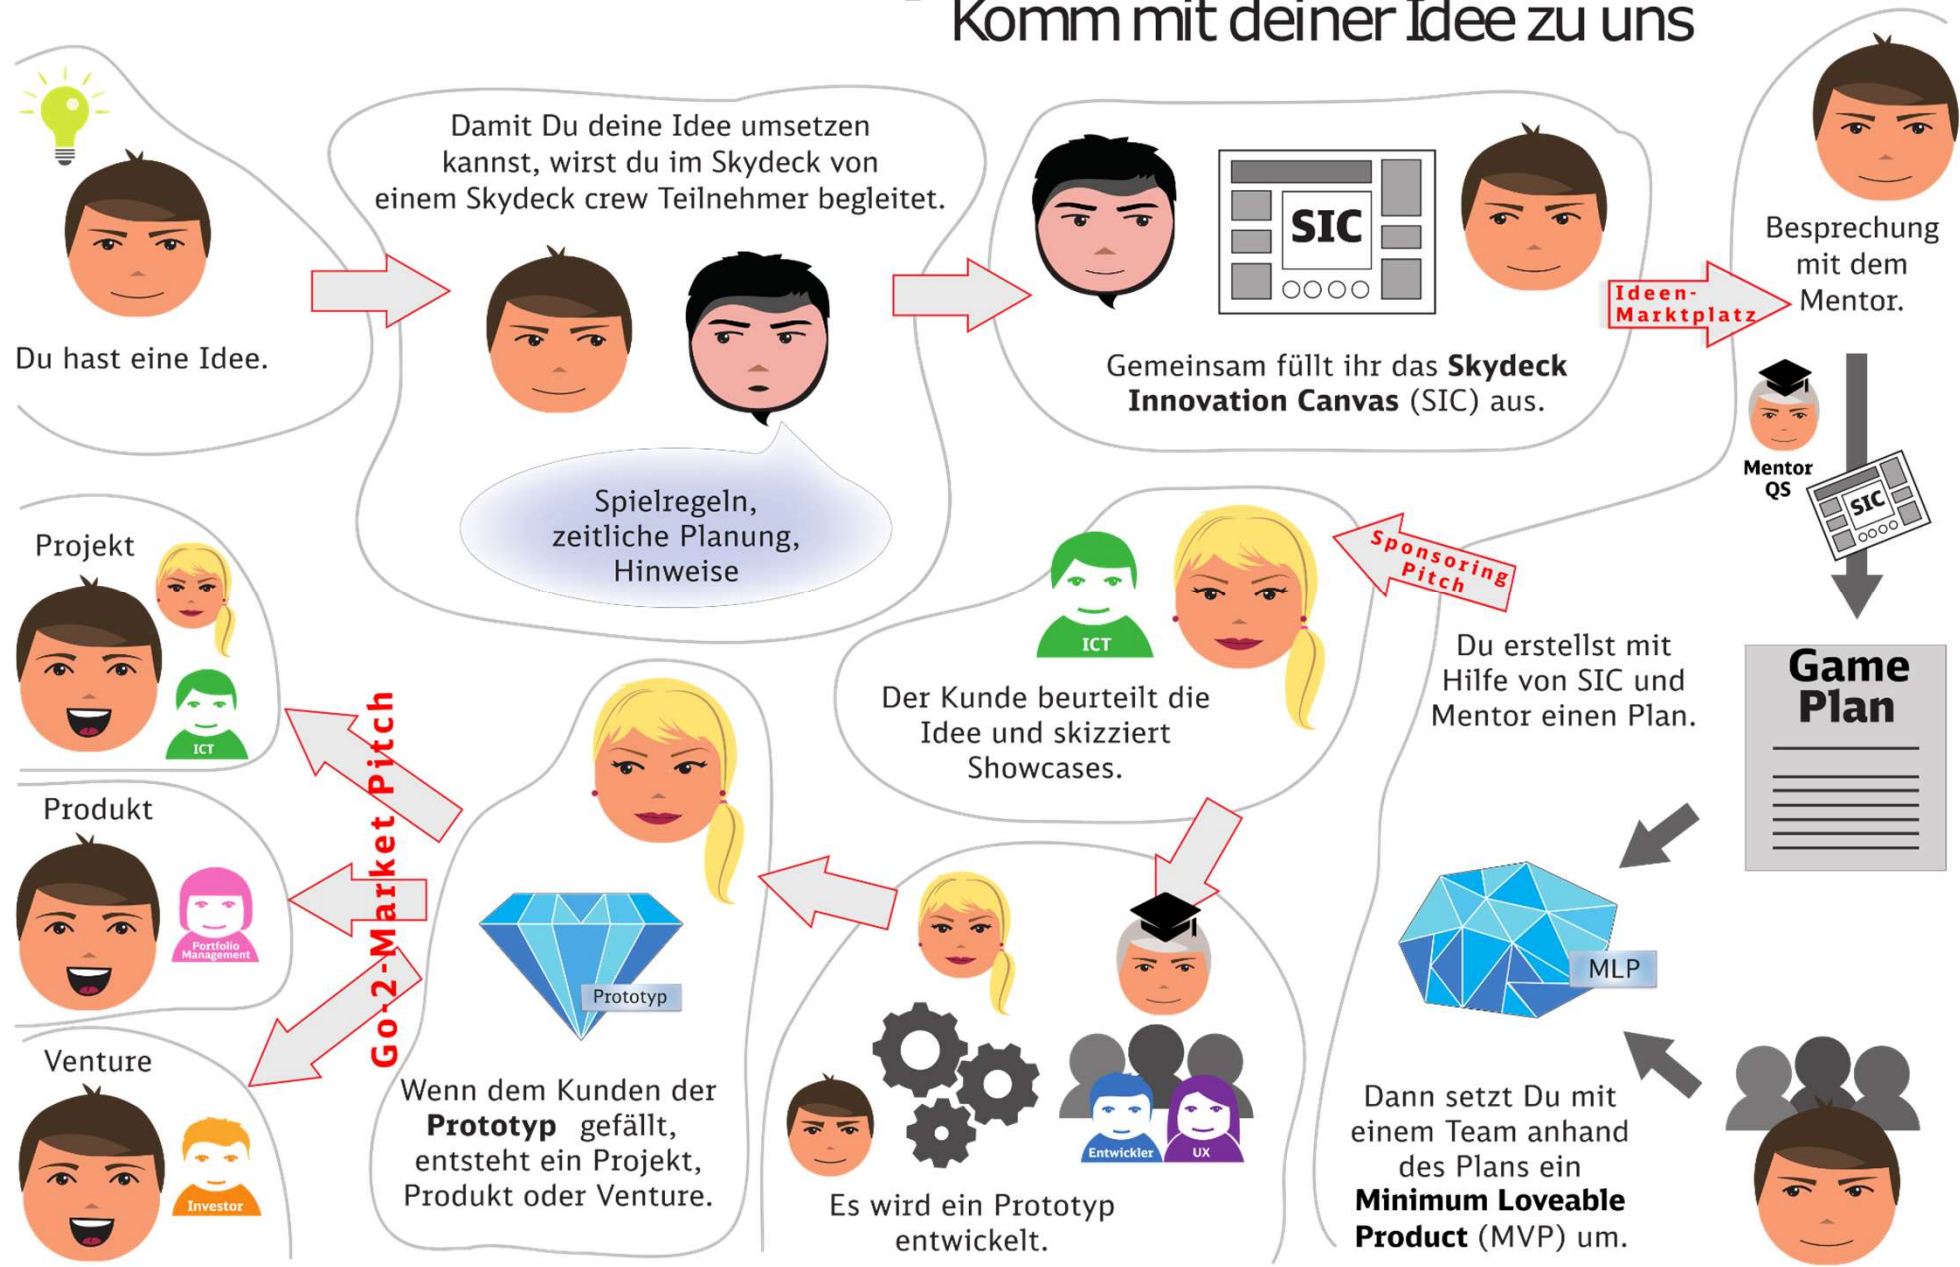 Komm mit deiner Idee zu uns
Du hast eine Idee.
Damit Du deine Idee umsetzen
kannst, wirst du im Skydeck von
einem Skydeck crew Teilnehmer begleitet.
Spielregeln,
zeitliche Planung,
Hinweise
SIC
Gemeinsam füllt ihr das Skydeck
Innovation Canvas (SIC) aus.
Ideen-
Marktplatz
Besprechung
mit dem
Mentor.
Mentor
QS
SIC
Game
Plan
Du erstellst mit
Hilfe von SIC und
Mentor einen Plan.
MLP
Dann setzt Du mit
einem Team anhand
des Plans ein
Minimum Loveable
Product (MVP) um.
Sponsoring
Pitch
ICT
Der Kunde beurteilt die
Idee und skizziert
Showcases.
Entwickler
UX
Es wird ein Prototyp
entwickelt.
Prototyp
Wenn dem Kunden der
Prototyp gefällt,
entsteht ein Projekt,
Produkt oder Venture.
Go-2-Market Pitch
Projekt
ICT
Produkt
Portfolio
Management
Venture
Investor